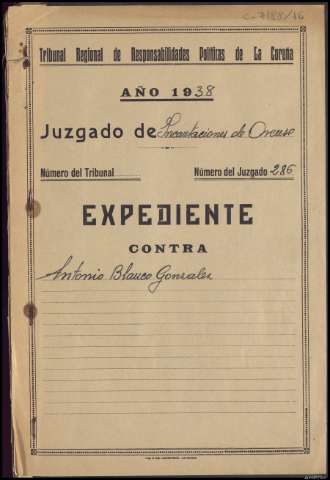 C-7188/16
Tribunal Regional de Responsabilidades Políticas de La Coruña
AÑO 1938
Juzgado de Incautaciones de Orense
Número del Tribunal
Número del Juzgado 286
EXPEDIENTE
CONTRA
Antonio Blanco Gonzalez